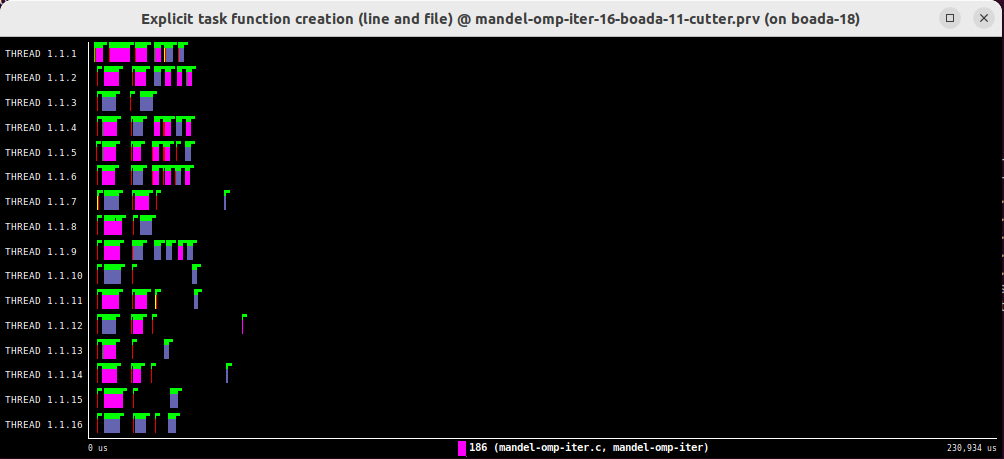 Explicit task function creation (line and file) @ mandel-omp-iter-16-boada-11-cutter.prv (on boada-18)
THREAD 1.1.1
THREAD 1.1.2
THREAD 1.1.3
THREAD 1.1.4
THREAD 1.1.5
THREAD 1.1.6
THREAD 1.1.7
THREAD 1.1.8
THREAD 1.1.9
THREAD 1.1.10
THREAD 1.1.11
THREAD 1.1.12
THREAD 1.1.13
THREAD 1.1.14
THREAD 1.1.15
THREAD 1.1.16
0 us
186 (mandel-omp-iter.c, mandel-omp-iter)
230,934 us